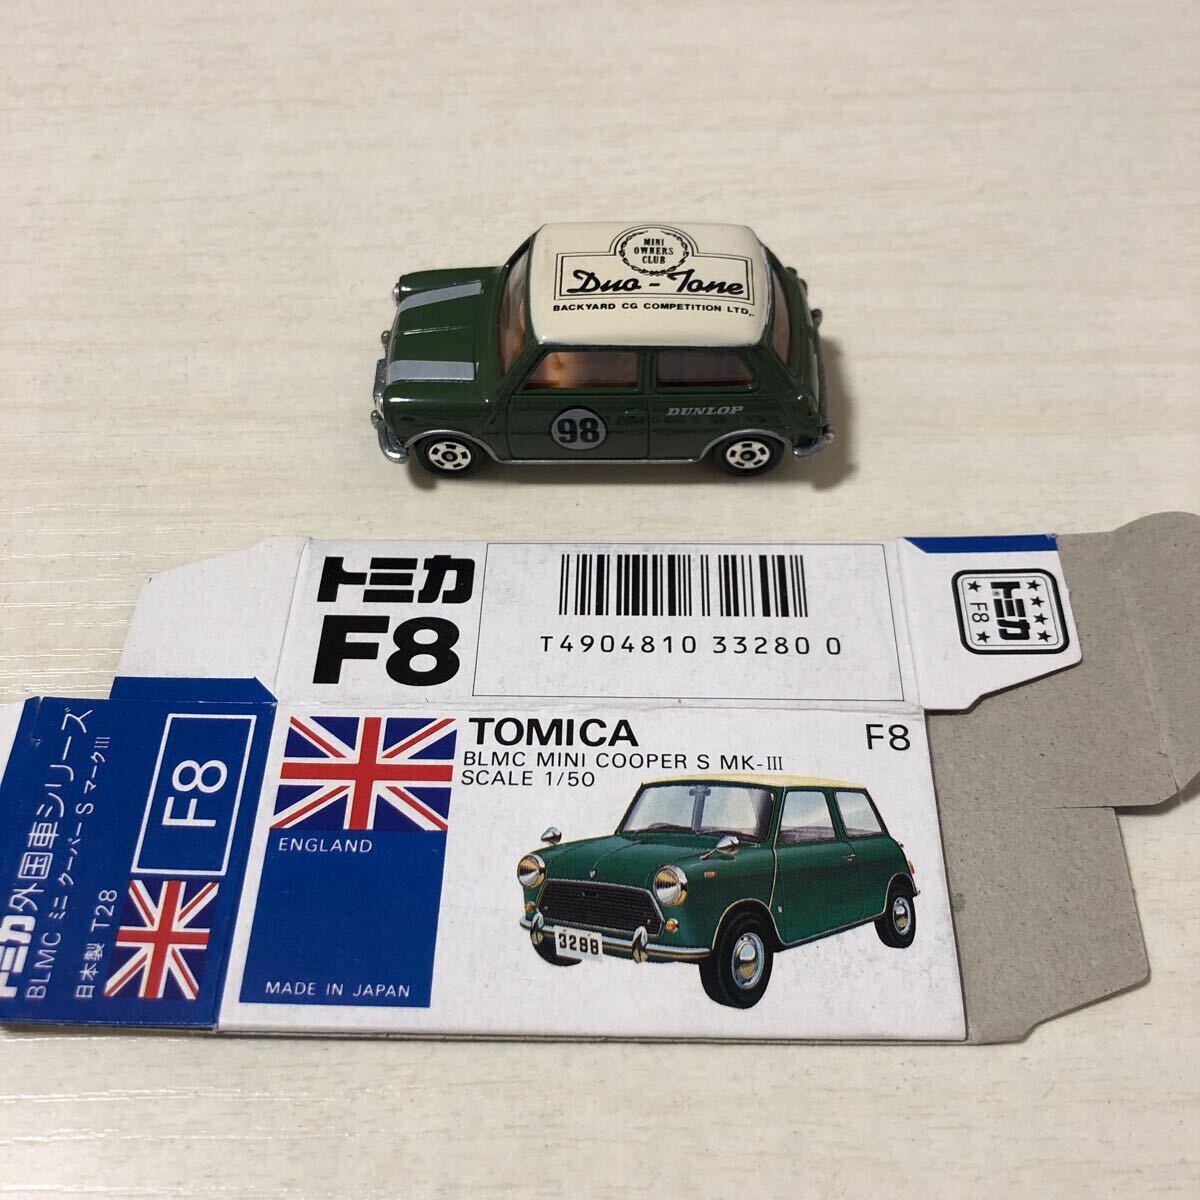 MINI
OWNERS
CLUB
Duo-Tone
BACKYARD CG COMPETITION LTD,.
98
DUNLOP
トミカ
F8
T4904810 33280 0
トミカ
F8
TOMICA
F8
BLMC MINI COOPER S MK-III
SCALE 1/50
ENGLAND
MADE IN JAPAN
3298
トミカ外国車シリーズ
BLMC ミニ クーパーS マークIII
日本製 T28
F8